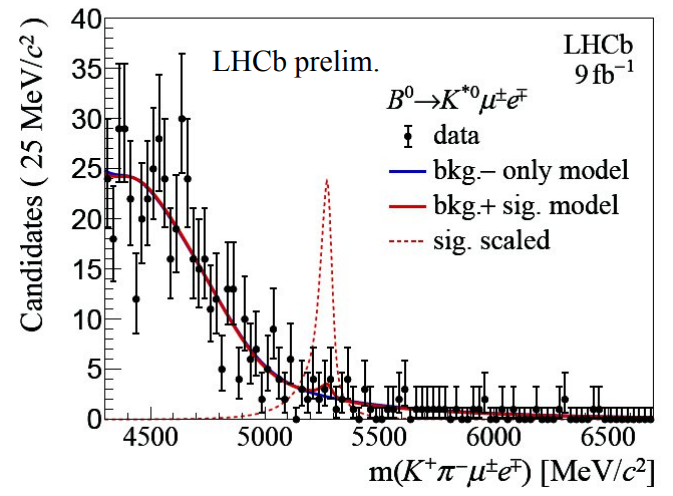 40
35
30
25
20
15
10
5
0
Candidates ( 25 MeV/c² )
LHCb prelim.
LHCb
9 fb⁻¹
B⁰→K*⁰μ±e∓
data
bkg.– only model
bkg.+ sig. model
sig. scaled
4500 5000 5500 6000 6500
m(K⁺π⁻μ±e∓) [MeV/c²]